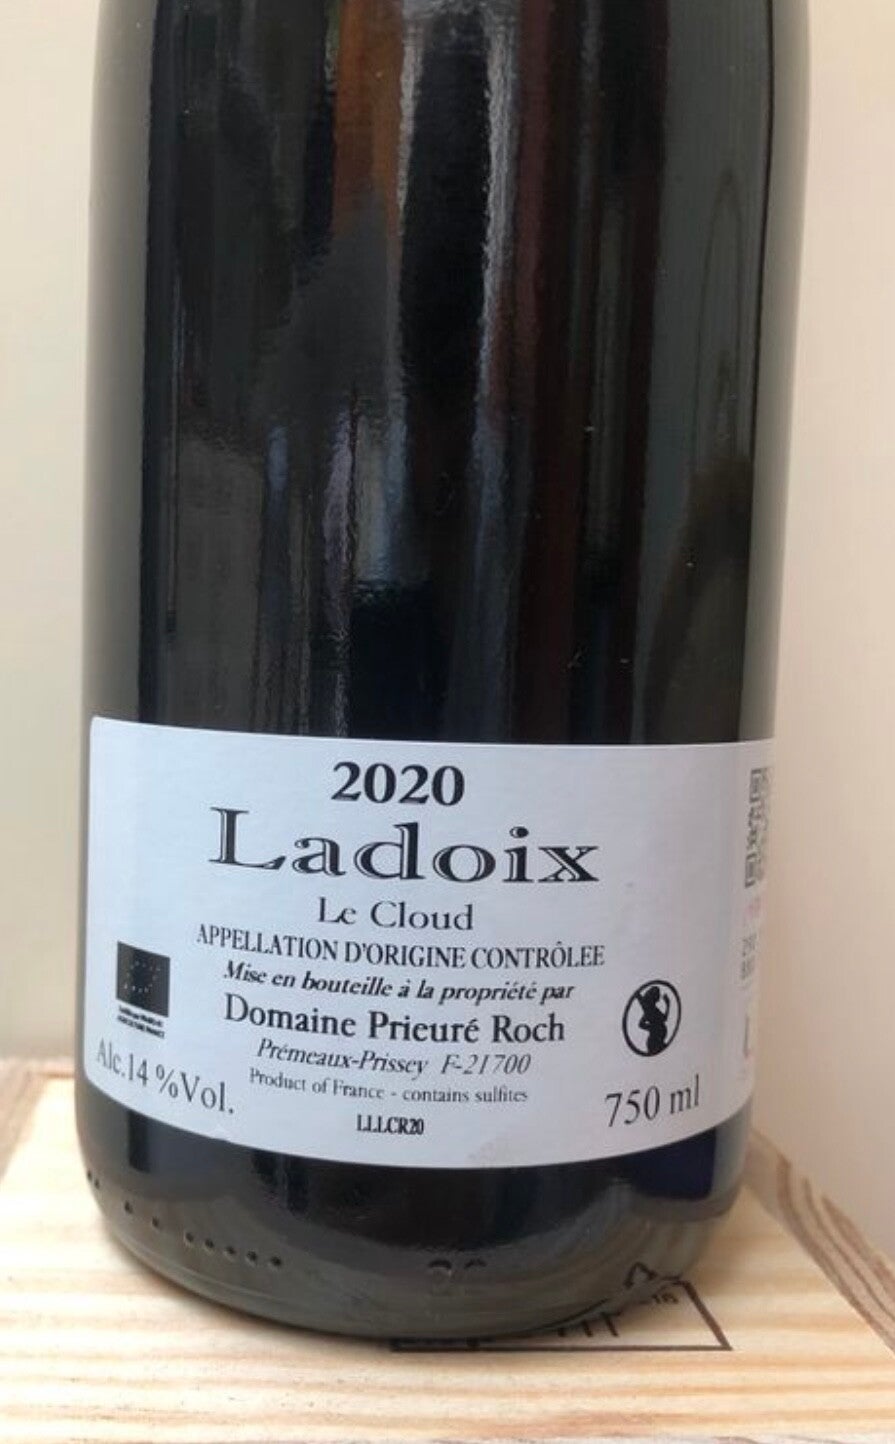 2020
Ladoix
Le Cloud
APPELLATION D'ORIGINE CONTRÔLEE
Mise en bouteille à la propriété par
Domaine Prieuré Roch
Prémeaux-Prissey F-21700
Product of France - contains sulfites
Alc.14 %Vol.
750 ml
LLLCR20